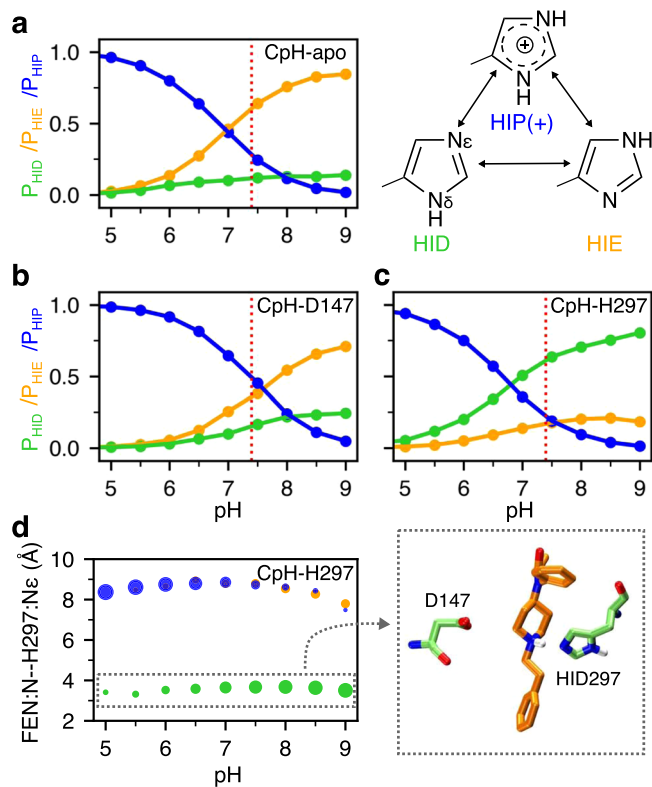 a
CpH-apo
P_HID /P_HIE /P_HIP
1.0
0.5
0.0
5 6 7 8 9
NH
N
H
HIP(+)
Nε
Nδ
H
HID
NH
N
HIE
b
CpH-D147
P_HID /P_HIE /P_HIP
1.0
0.5
0.0
5 6 7 8 9
pH
c
CpH-H297
5 6 7 8 9
pH
d
CpH-H297
FEN:N--H297:Nε (Å)
10
8
6
4
2
5 6 7 8 9
pH
D147
HID297